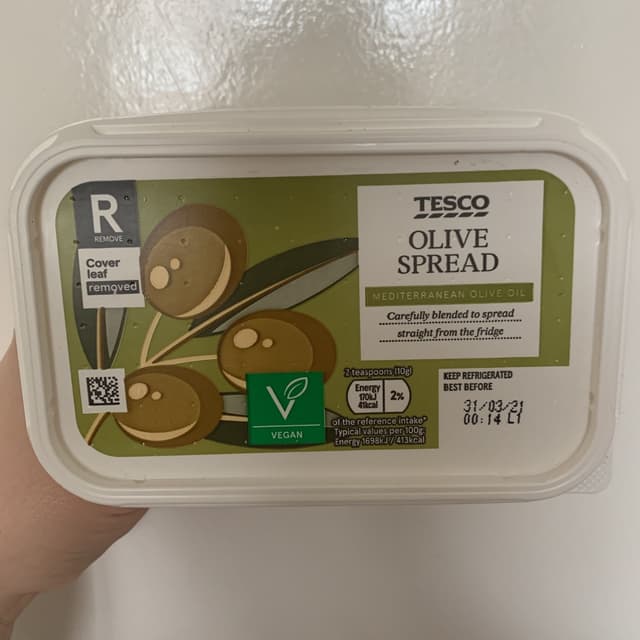 R
REMOVE
Cover
leaf
removed
TESCO
OLIVE
SPREAD
MEDITERRANEAN OLIVE OIL
Carefully blended to spread
straight from the fridge
V
VEGAN
2 teaspoons (10g)
Energy
170kJ
41kcal
2%
of the reference intake*
Typical values per 100g:
Energy 1698kJ / 413kcal
KEEP REFRIGERATED
BEST BEFORE
31/03/21
00:14 L1